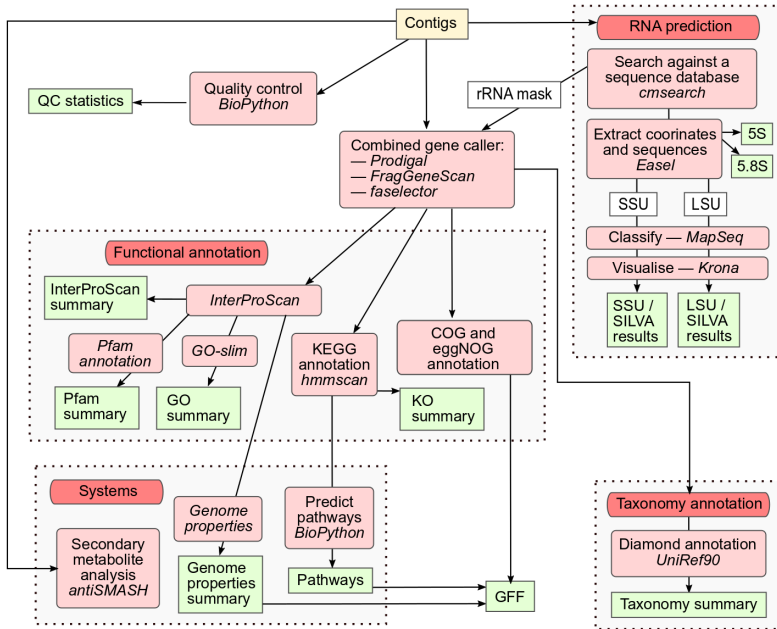 Contigs
RNA prediction
Search against a
sequence database
cmsearch
QC statistics
Quality control
BioPython
rRNA mask
Extract coorinates
and sequences
Easel
5S
5.8S
Combined gene caller:
— Prodigal
— FragGeneScan
— faselector
SSU
LSU
Classify — MapSeq
Visualise — Krona
SSU /
SILVA
results
LSU /
SILVA
results
Functional annotation
InterProScan
summary
InterProScan
Pfam
annotation
GO-slim
KEGG
annotation
hmmscan
COG and
eggNOG
annotation
Pfam
summary
GO
summary
KO
summary
Systems
Genome
properties
Predict
pathways
BioPython
Secondary
metabolite
analysis
antiSMASH
Genome
properties
summary
Pathways
GFF
Taxonomy annotation
Diamond annotation
UniRef90
Taxonomy summary